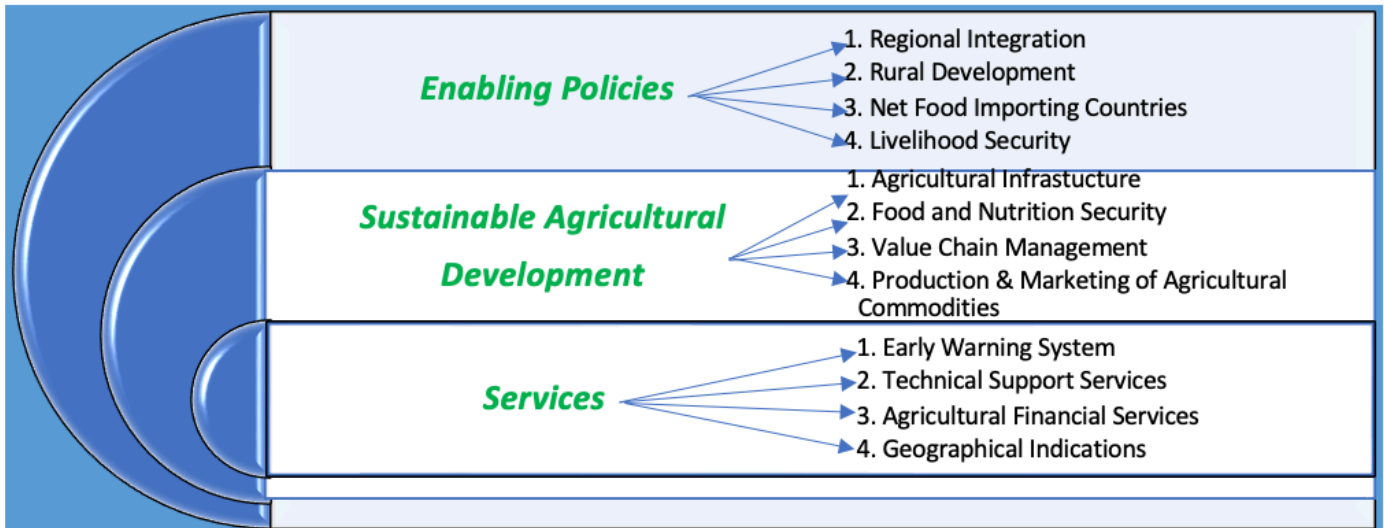 Enabling Policies
1. Regional Integration
2. Rural Development
3. Net Food Importing Countries
4. Livelihood Security
Sustainable Agricultural
Development
1. Agricultural Infrastucture
2. Food and Nutrition Security
3. Value Chain Management
4. Production & Marketing of Agricultural
Commodities
Services
1. Early Warning System
2. Technical Support Services
3. Agricultural Financial Services
4. Geographical Indications